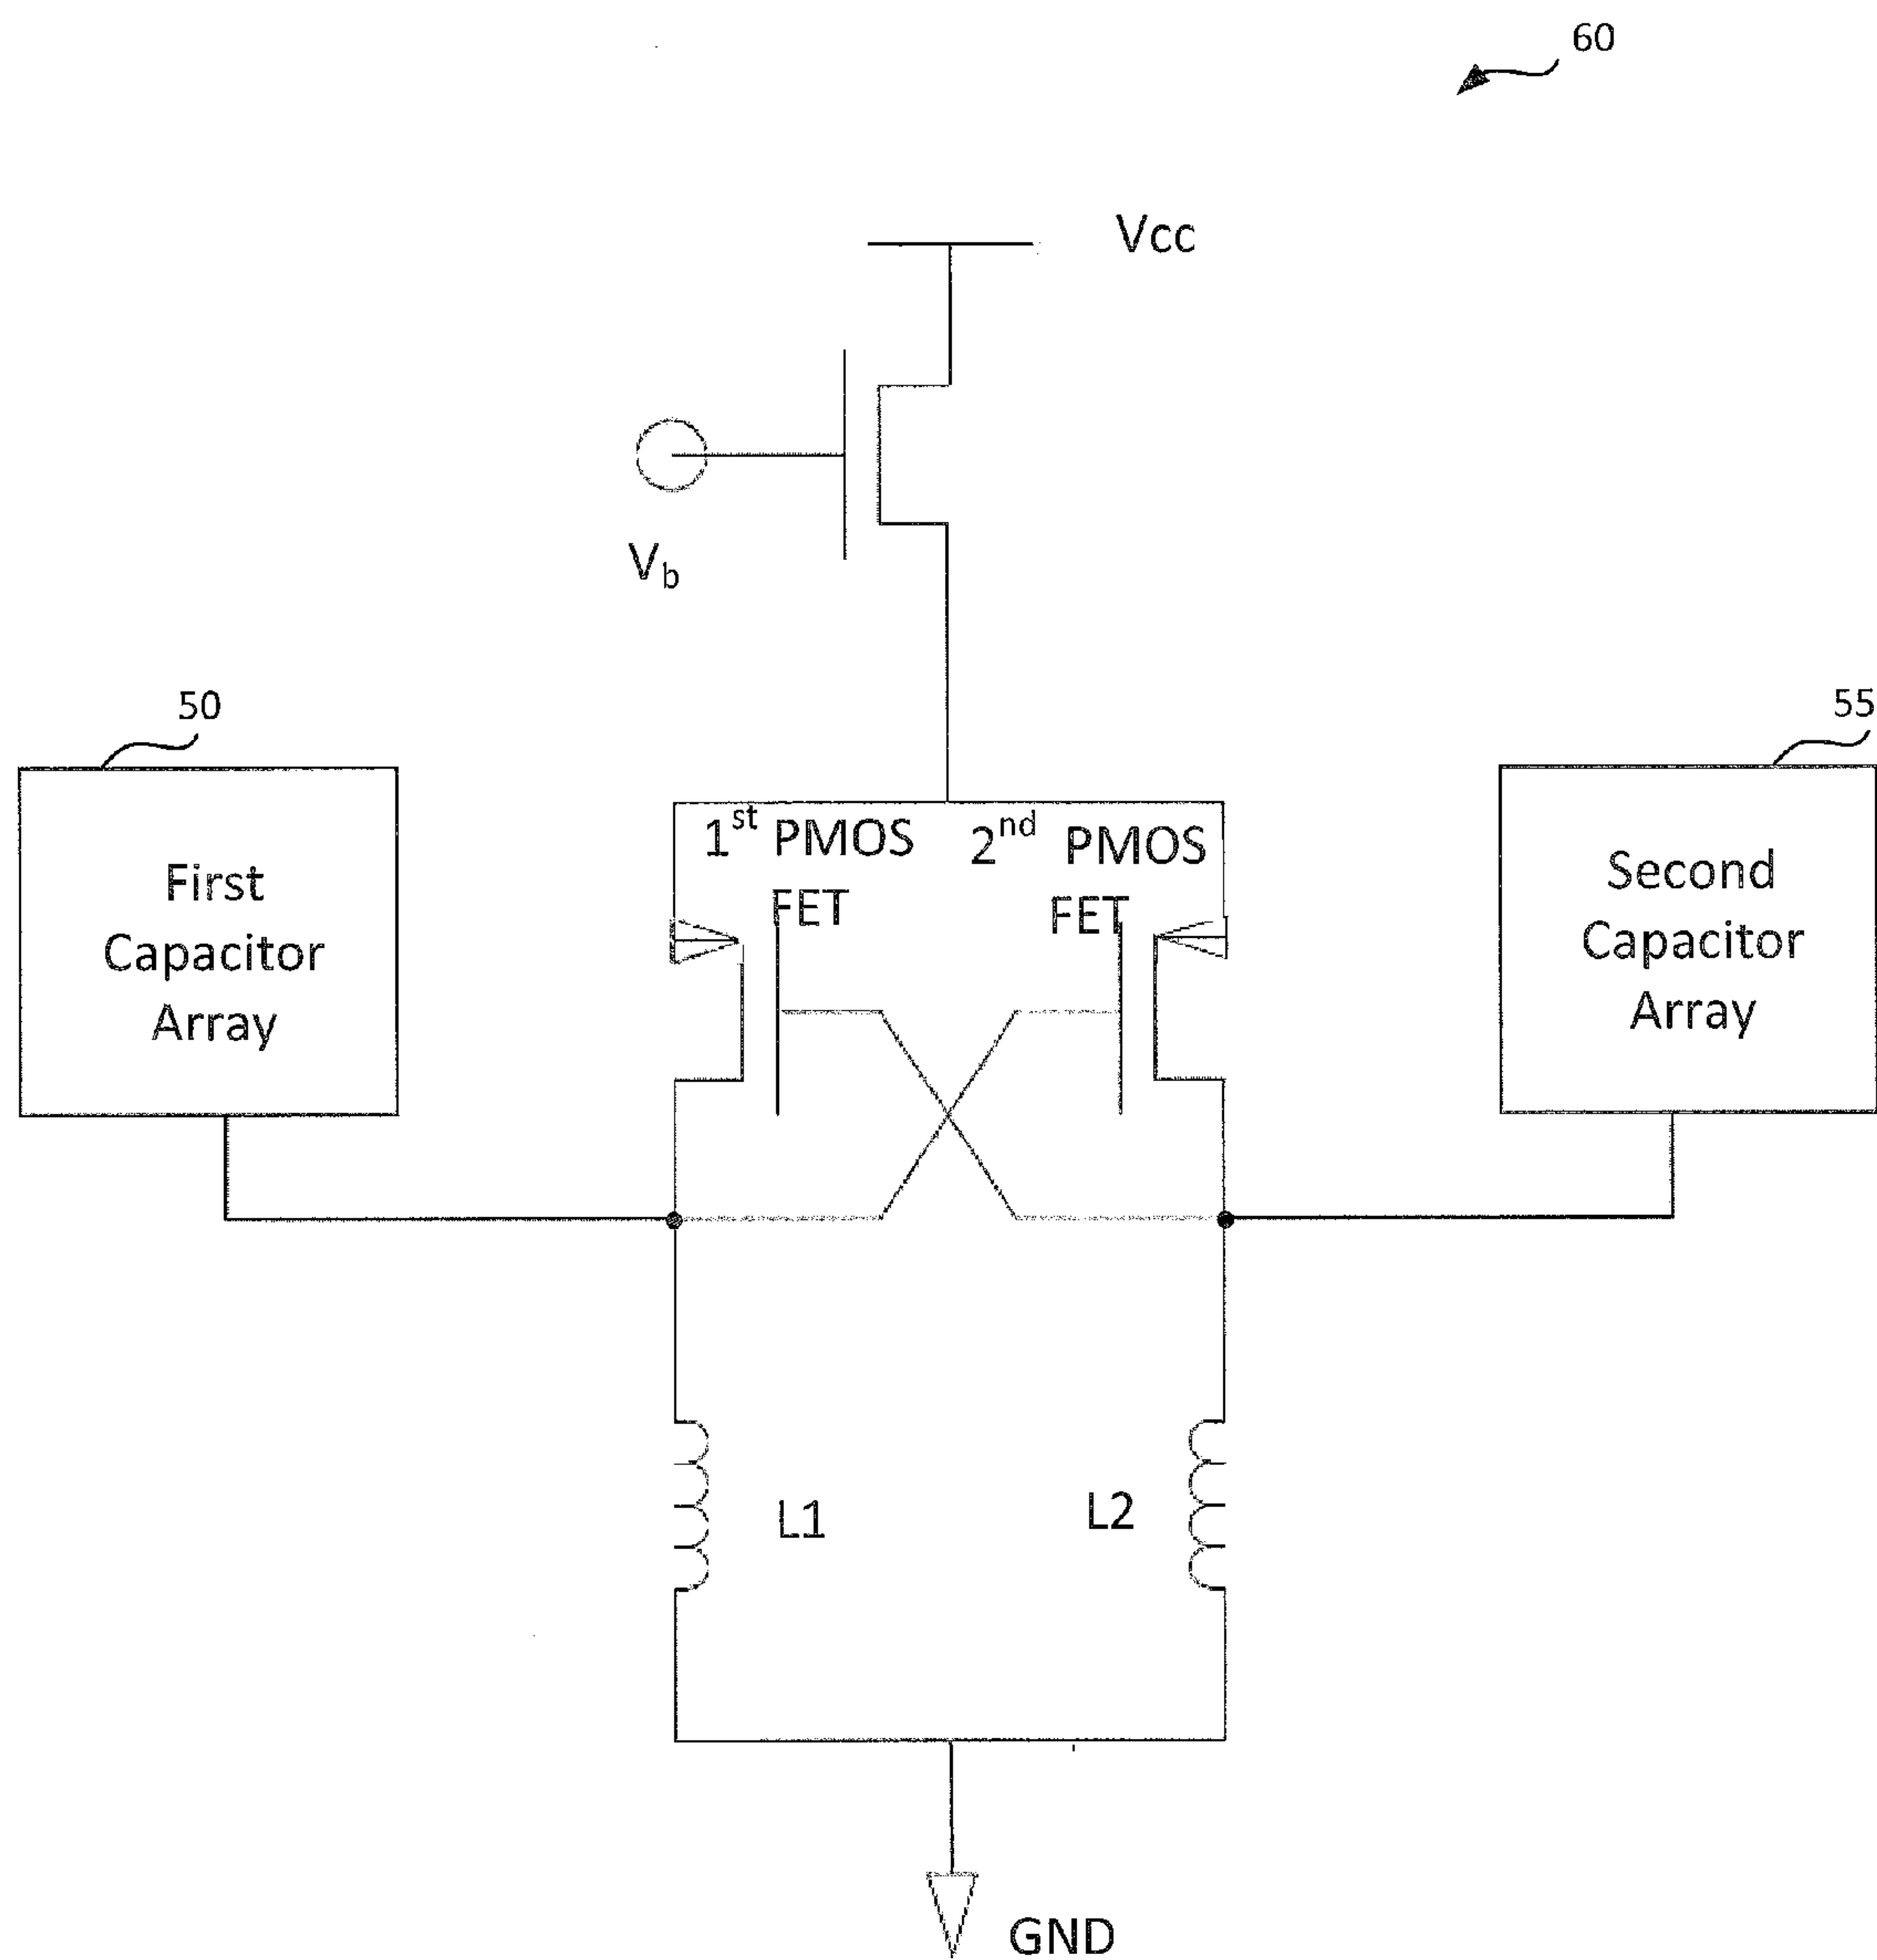 60
Vcc
Vb
50
55
1st PMOS
FET
2nd PMOS
FET
First
Capacitor
Array
Second
Capacitor
Array
L1
L2
GND